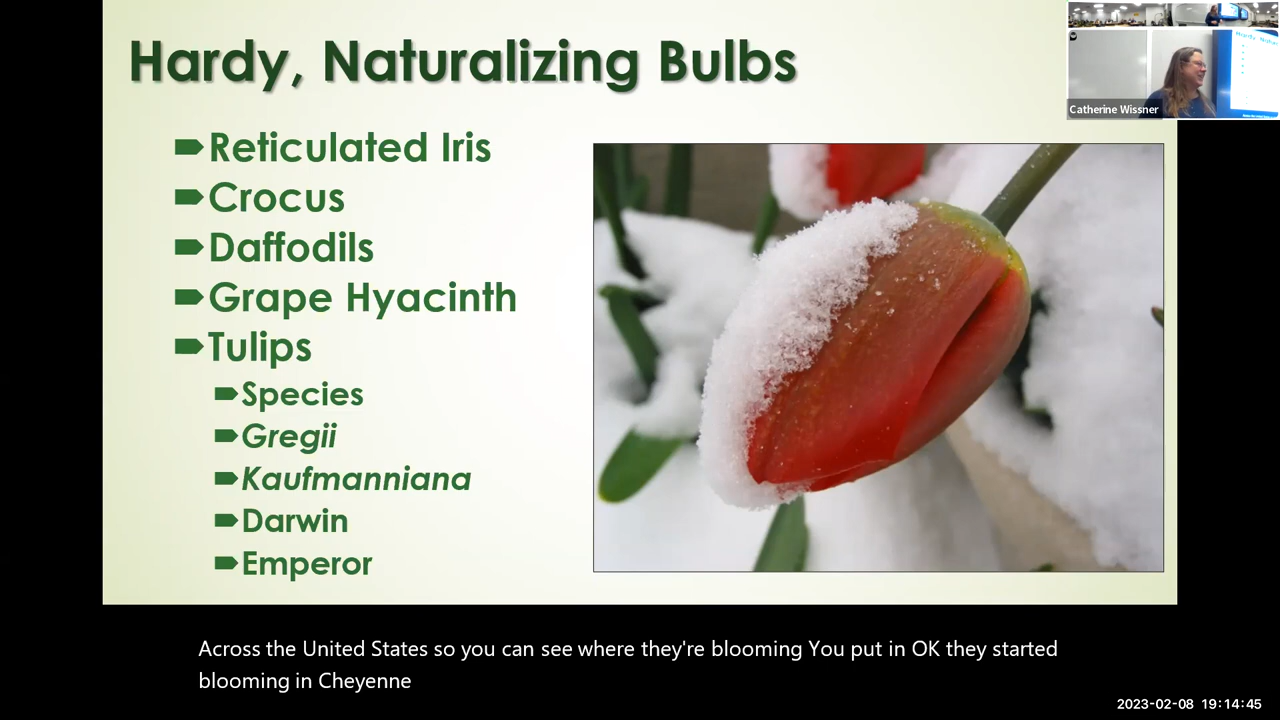 Hardy, Naturalizing Bulbs
Reticulated Iris
Crocus
Daffodils
Grape Hyacinth
Tulips
Species
Gregii
Kaufmanniana
Darwin
Emperor
Catherine Wissner
Across the United States so you can see where they're blooming You put in OK they started
blooming in Cheyenne
2023-02-08 19:14:45